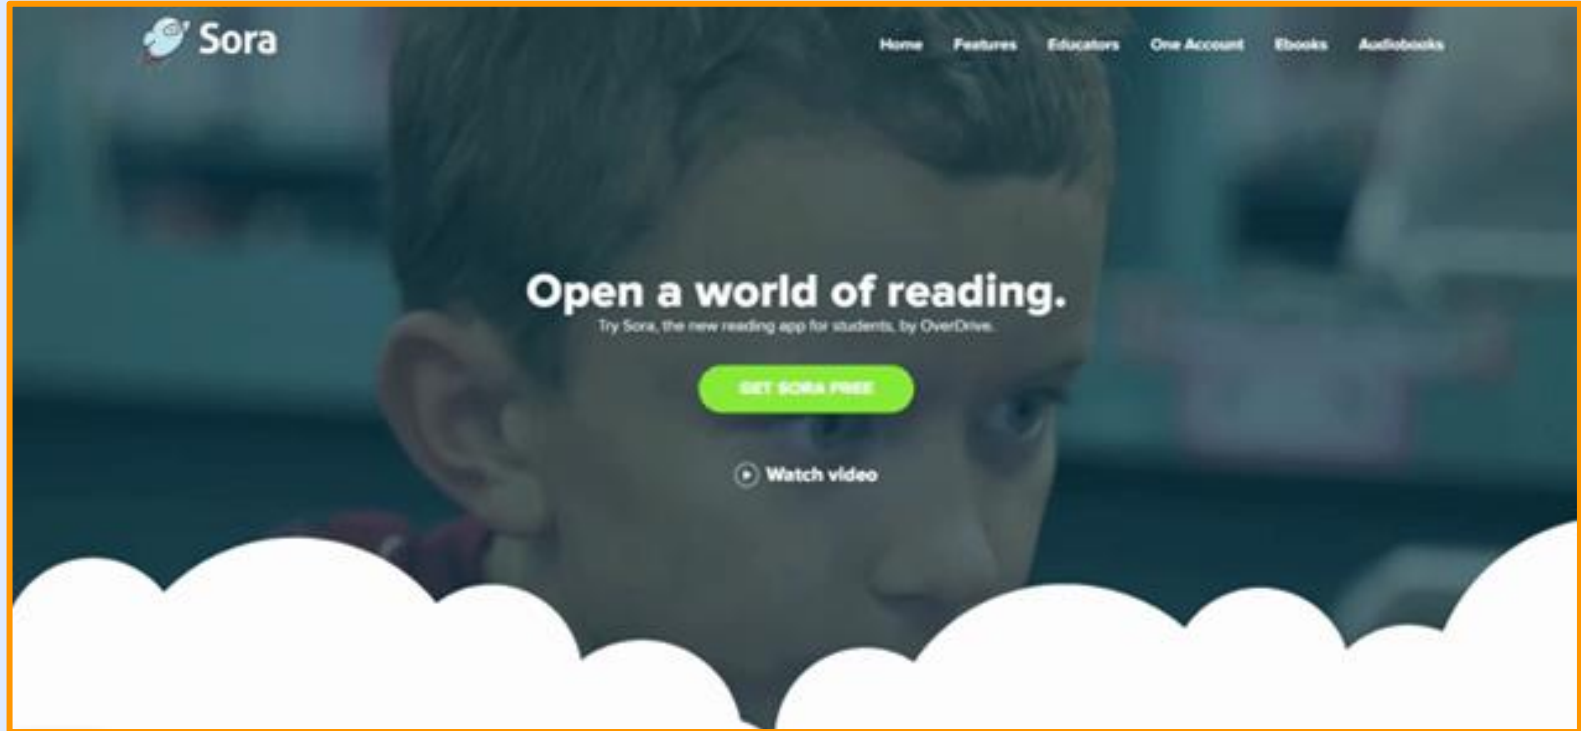 Sora
Home Features Educators One Account Ebooks Audiobooks
Open a world of reading.
Try Sora, the new reading app for students, by OverDrive.
GET SORA FREE
Watch video